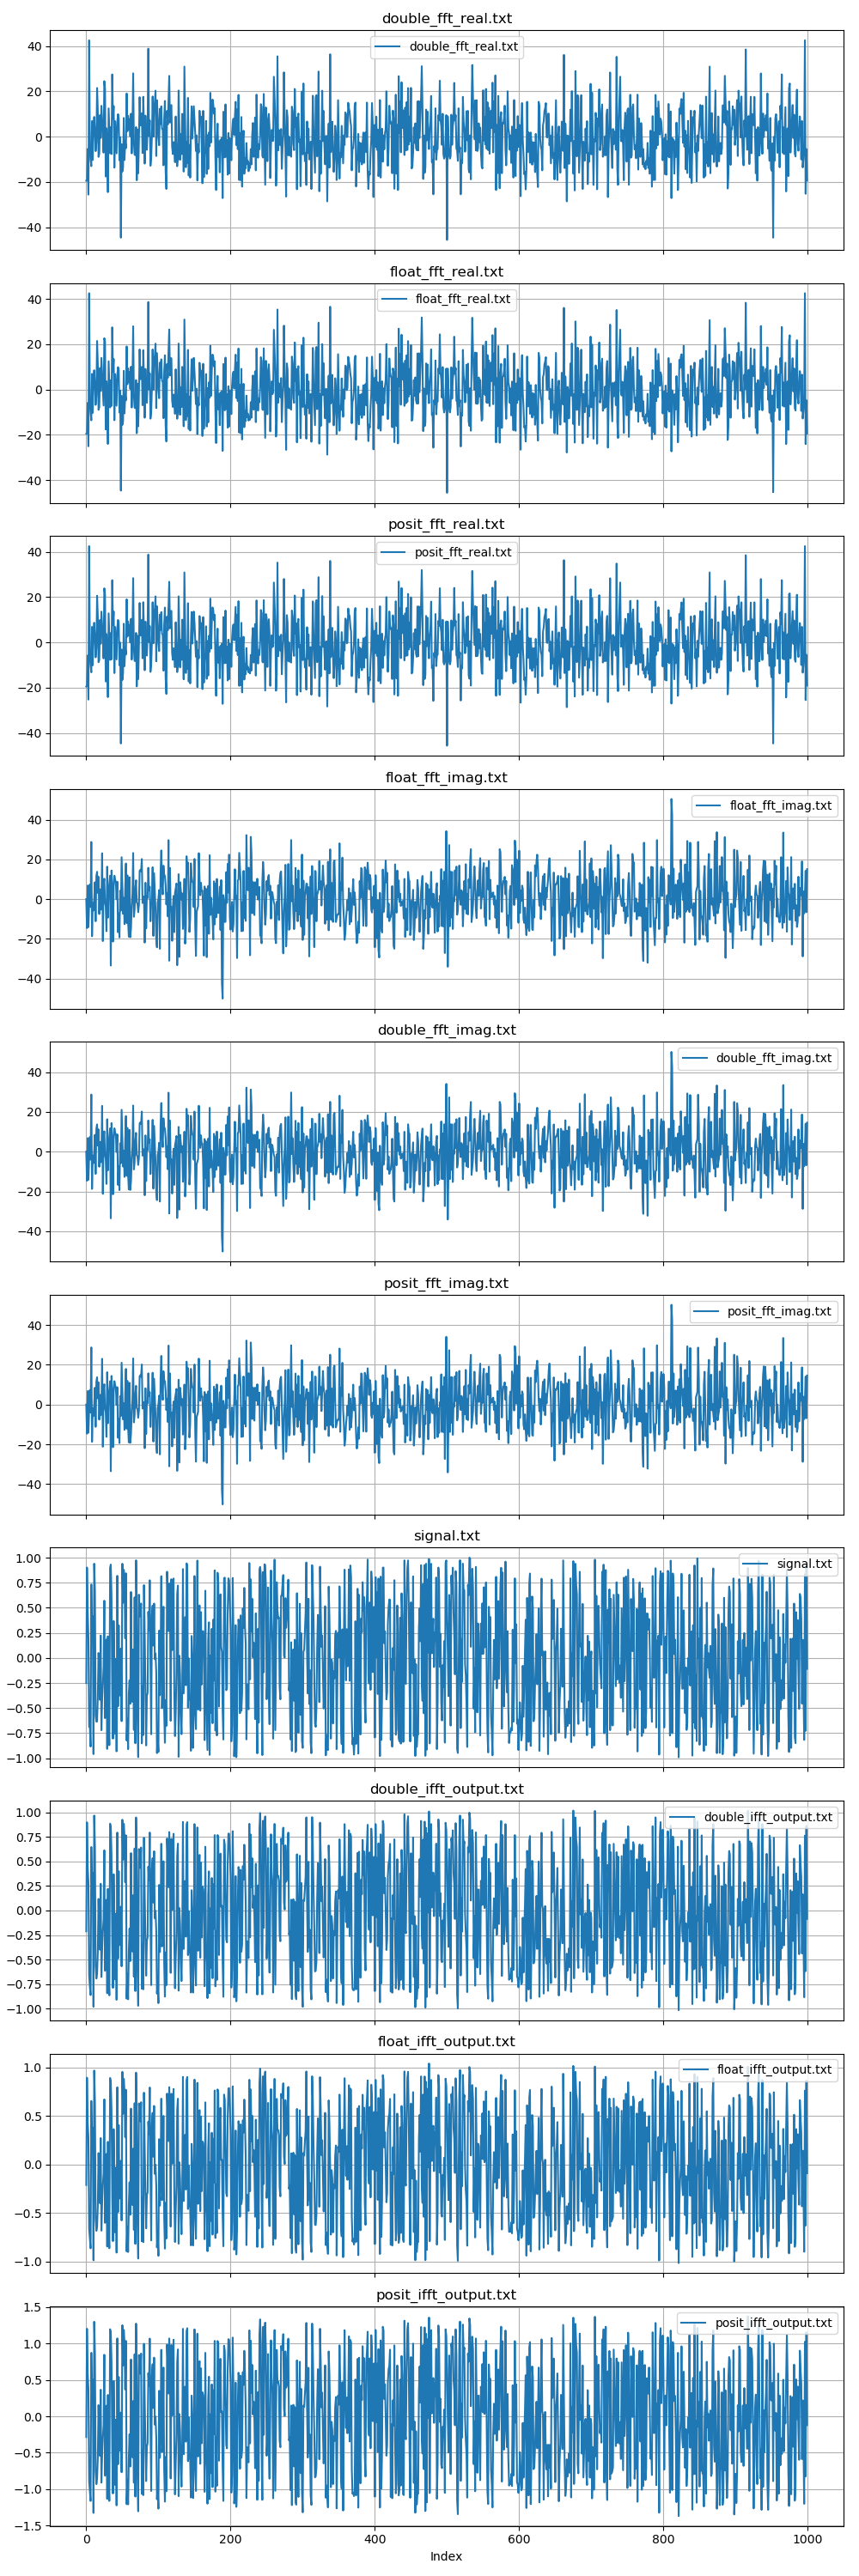 double_fft_real.txt
40
20
0
−20
−40
double_fft_real.txt
float_fft_real.txt
40
20
0
−20
−40
float_fft_real.txt
posit_fft_real.txt
40
20
0
−20
−40
posit_fft_real.txt
float_fft_imag.txt
40
20
0
−20
−40
float_fft_imag.txt
double_fft_imag.txt
40
20
0
−20
−40
double_fft_imag.txt
posit_fft_imag.txt
40
20
0
−20
−40
posit_fft_imag.txt
signal.txt
1.00
0.75
0.50
0.25
0.00
−0.25
−0.50
−0.75
−1.00
signal.txt
double_ifft_output.txt
1.00
0.75
0.50
0.25
0.00
−0.25
−0.50
−0.75
−1.00
double_ifft_output.txt
float_ifft_output.txt
1.0
0.5
0.0
−0.5
−1.0
float_ifft_output.txt
posit_ifft_output.txt
1.5
1.0
0.5
0.0
−0.5
−1.0
−1.5
posit_ifft_output.txt
0 200 400 600 800 1000
Index